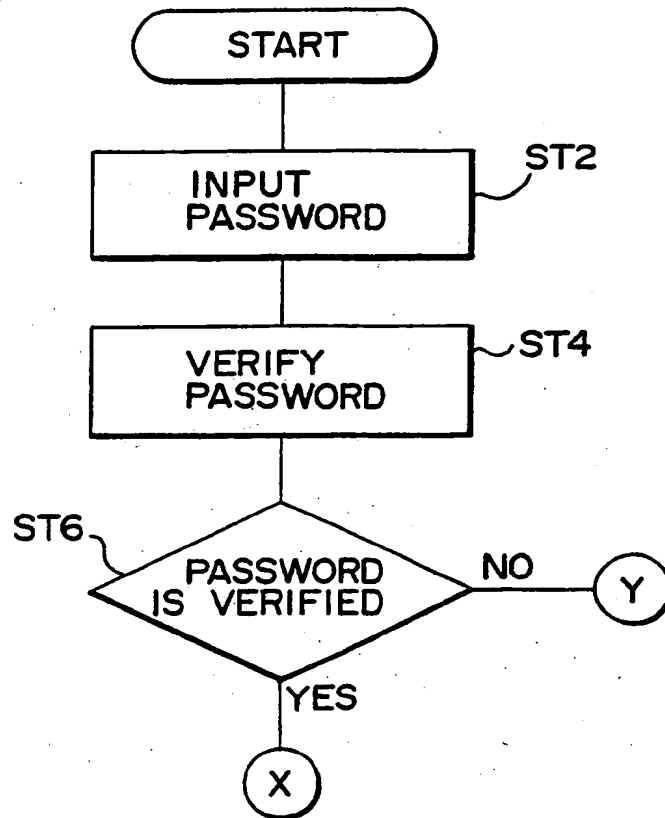 START
INPUT
PASSWORD
ST2
VERIFY
PASSWORD
ST4
ST6
PASSWORD
IS VERIFIED
NO
Y
YES
X